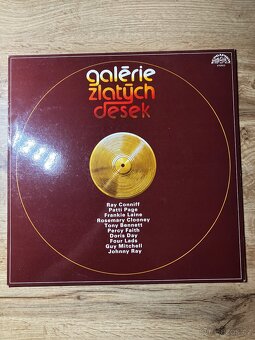 galērie
zlatých
desek
Ray Conniff
Patti Page
Frankie Laine
Rosemary Clooney
Tony Bennett
Percy Faith
Doris Day
Four Lads
Guy Mitchell
Johnny Ray